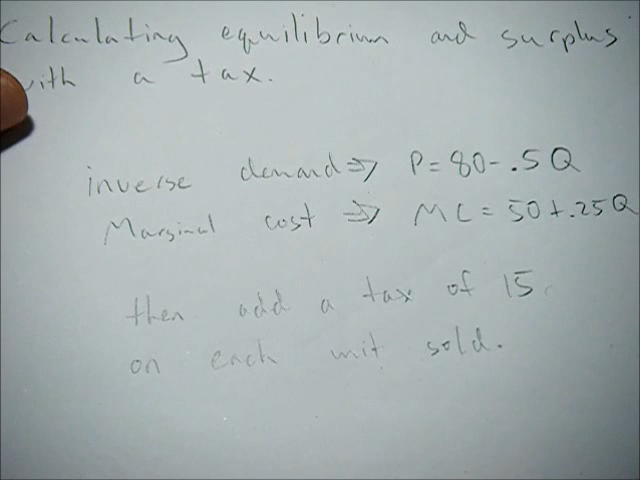 Calculating equilibrium and surplus
with a tax.
inverse demand ⇒ P = 80 - .5Q
Marginal cost ⇒ MC = 50 + .25Q
then add a tax of 15
on each unit sold.